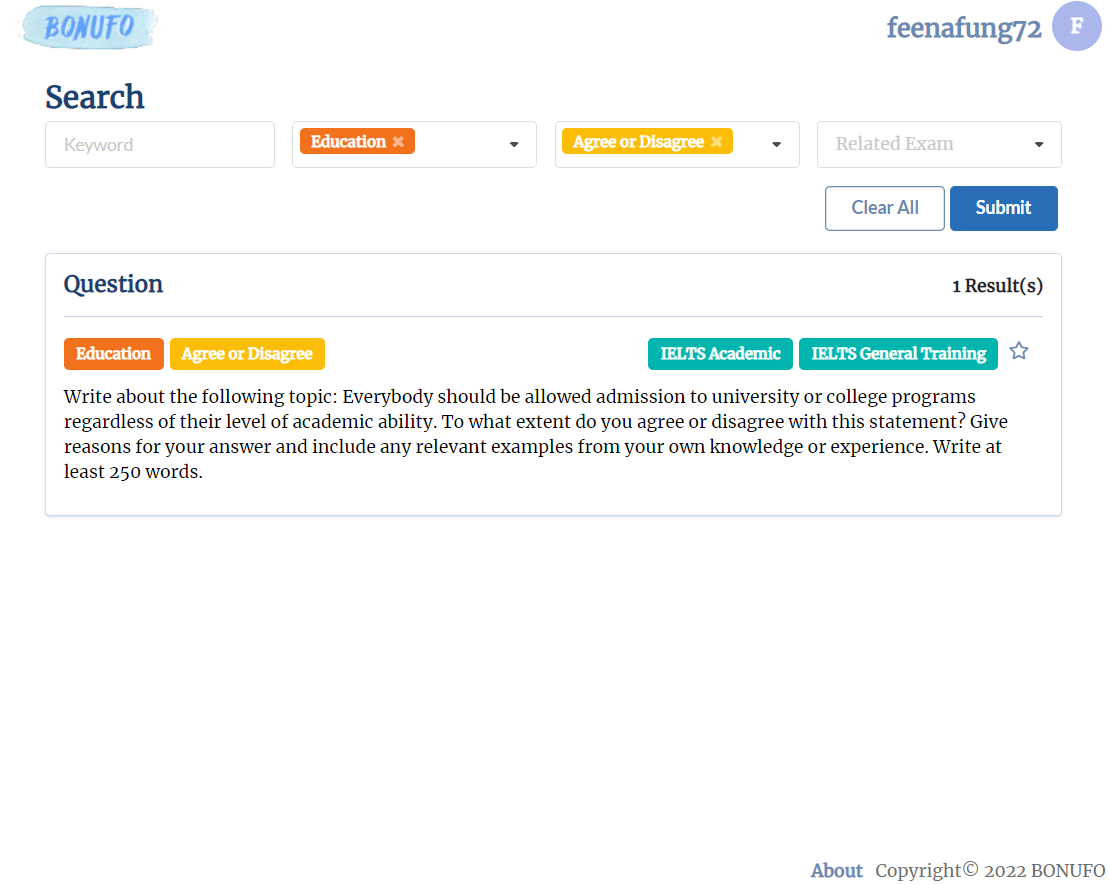 BONUFO
feenafung72
F
Search
Keyword
Education
Agree or Disagree
Related Exam
Clear All
Submit
Question
1 Result(s)
Education
Agree or Disagree
IELTS Academic
IELTS General Training
Write about the following topic: Everybody should be allowed admission to university or college programs
regardless of their level of academic ability. To what extent do you agree or disagree with this statement? Give
reasons for your answer and include any relevant examples from your own knowledge or experience. Write at
least 250 words.
About
Copyright© 2022 BONUFO